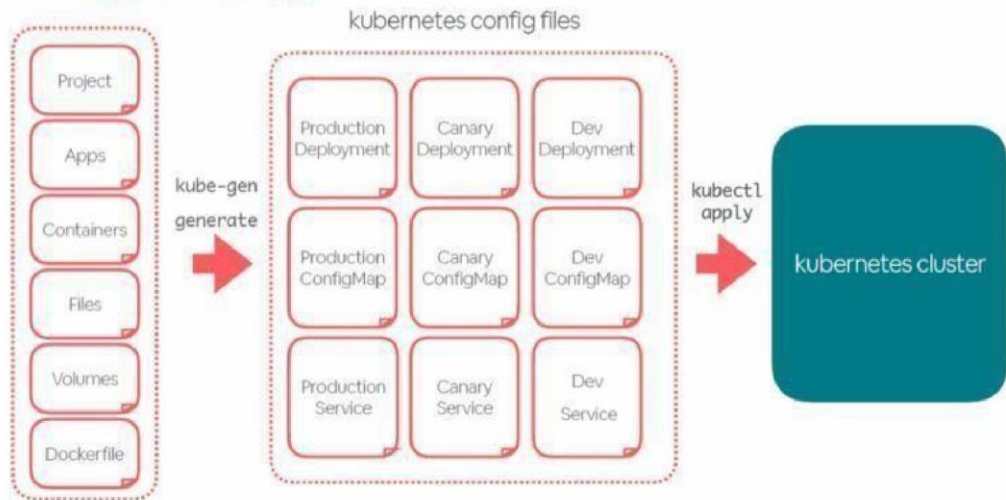 kubernetes config files
Project
Apps
Containers
Files
Volumes
Dockerfile
kube-gen
generate
Production
Deployment
Canary
Deployment
Dev
Deployment
Production
ConfigMap
Canary
ConfigMap
Dev
ConfigMap
Production
Service
Canary
Service
Dev
Service
kubectl
apply
kubernetes cluster